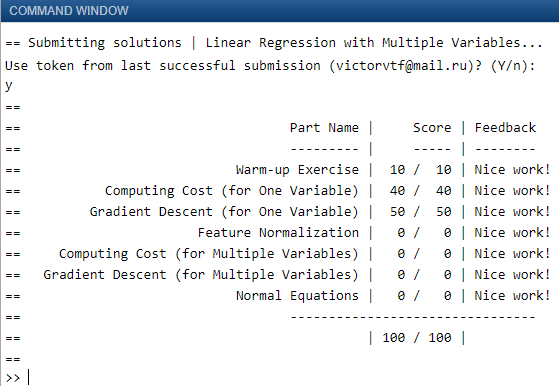 COMMAND WINDOW
== Submitting solutions | Linear Regression with Multiple Variables...
Use token from last successful submission (victorvtf@mail.ru)? (Y/n):
y
==
== Part Name | Score | Feedback
== --------- | ----- | --------
== Warm-up Exercise | 10 / 10 | Nice work!
== Computing Cost (for One Variable) | 40 / 40 | Nice work!
== Gradient Descent (for One Variable) | 50 / 50 | Nice work!
== Feature Normalization | 0 / 0 | Nice work!
== Computing Cost (for Multiple Variables) | 0 / 0 | Nice work!
== Gradient Descent (for Multiple Variables) | 0 / 0 | Nice work!
== Normal Equations | 0 / 0 | Nice work!
== --------------------------------
== | 100 / 100 |
==
>>